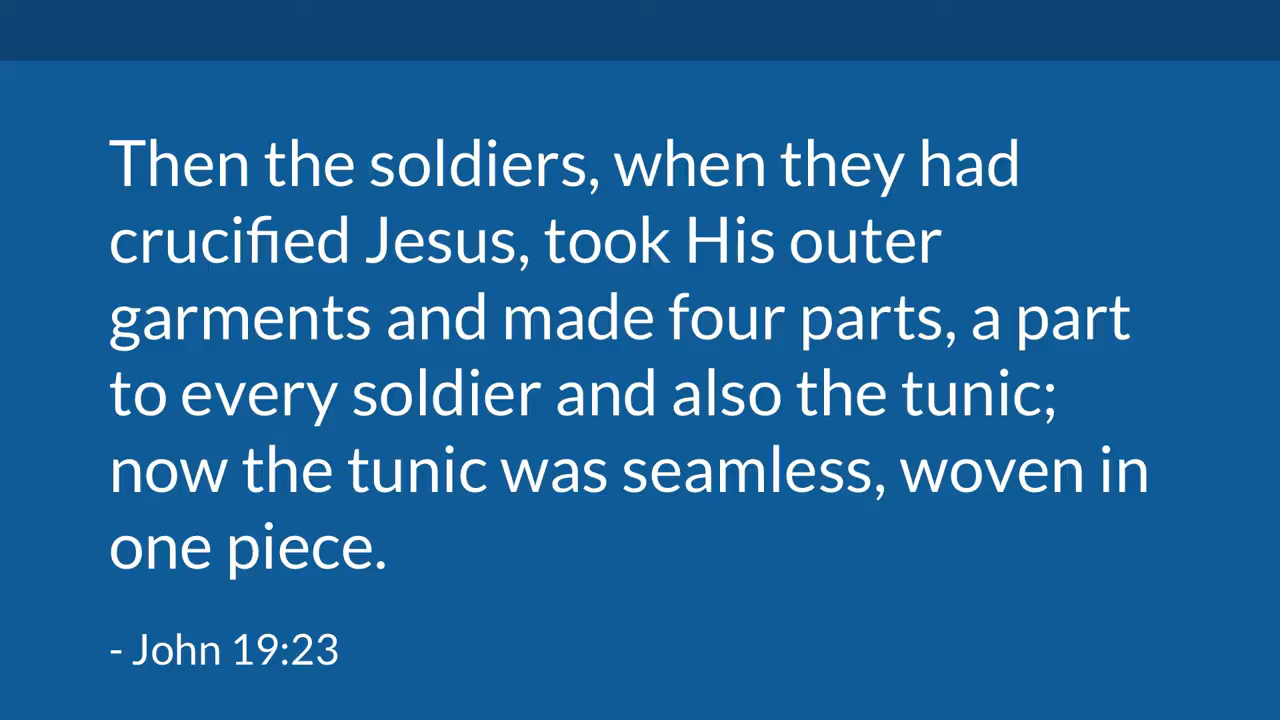 Then the soldiers, when they had
crucified Jesus, took His outer
garments and made four parts, a part
to every soldier and also the tunic;
now the tunic was seamless, woven in
one piece.
- John 19:23